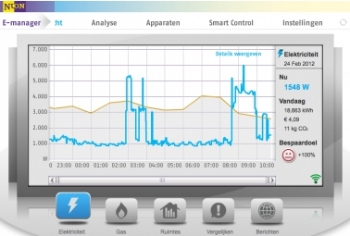 NUON
E-manager
ht
Analyse
Apparaten
Smart Control
Instellingen
Details weergeven
Elektriciteit
24 Feb 2012
Nu
1548 W
Vandaag
18,663 kWh
€ 4,09
11 kg CO₂
Bespaardoel
+100%
7.000
6.000
5.000
4.000
3.000
2.000
1.000
00
23:00 00:00 01:00 02:00 03:00 04:00 05:00 06:00 07:00 08:00 09:00 10:00
Elektriciteit
Gas
Ruimtes
Vergelijken
Berichten